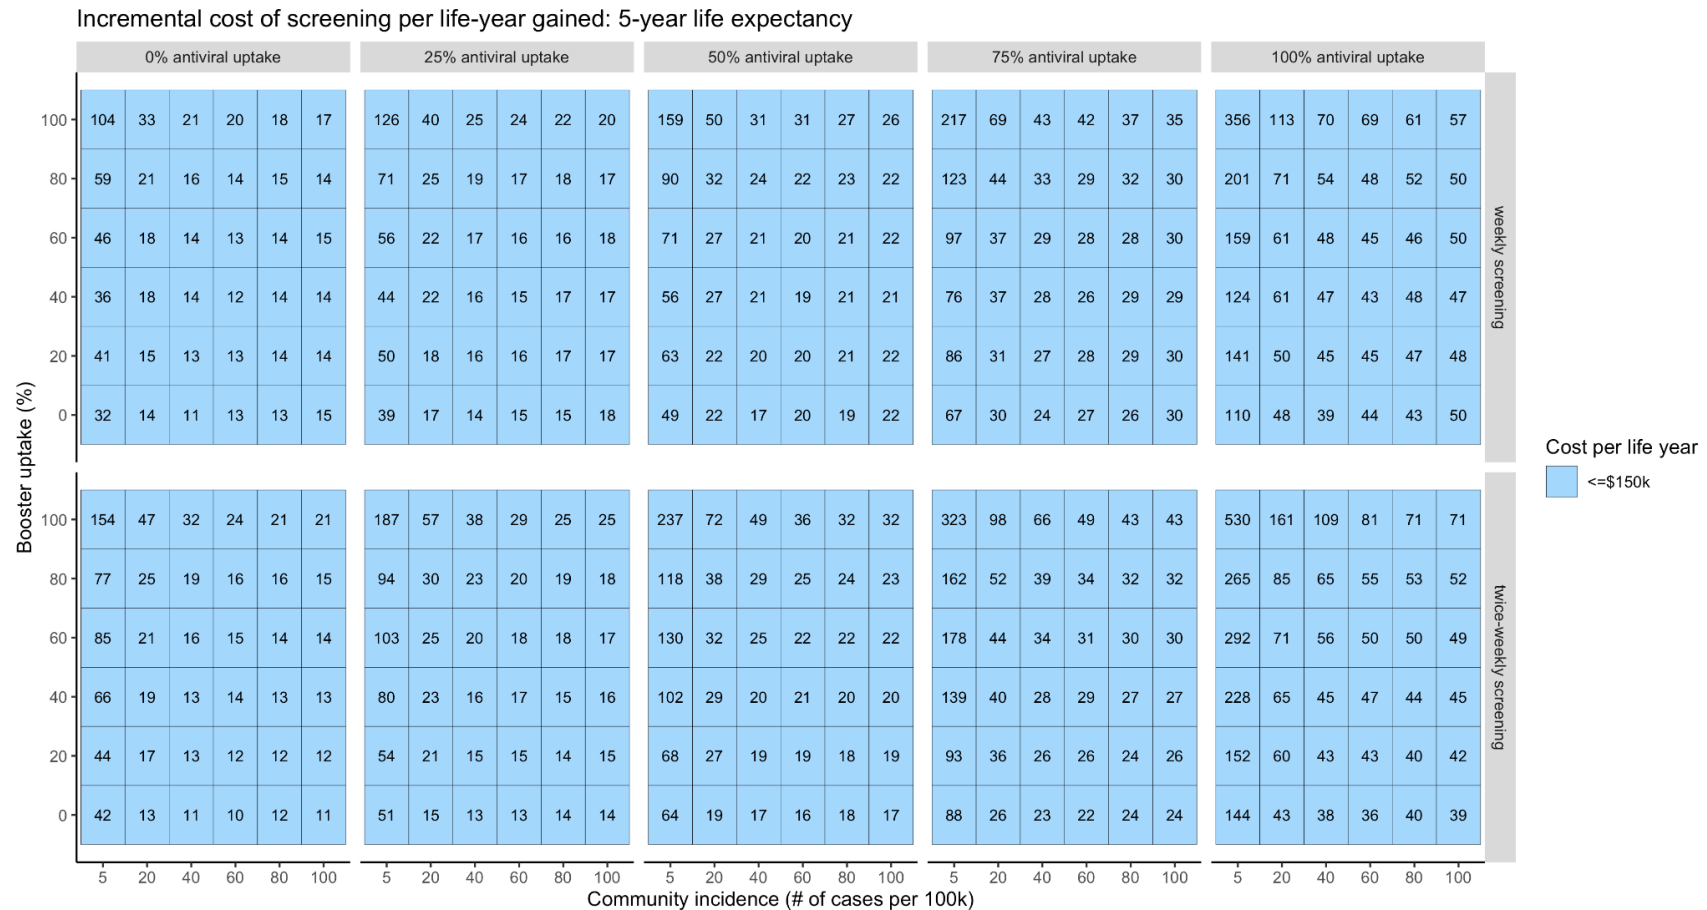 Incremental cost of screening per life-year gained: 5-year life expectancy
0% antiviral uptake 25% antiviral uptake 50% antiviral uptake 75% antiviral uptake 100% antiviral uptake
100 104 33 21 20 18 17 126 40 25 24 22 20 159 50 31 31 27 26 217 69 43 42 37 35 356 113 70 69 61 57
80 59 21 16 14 15 14 71 25 19 17 18 17 90 32 24 22 23 22 123 44 33 29 32 30 201 71 54 48 52 50
60 46 18 14 13 14 15 56 22 17 16 16 18 71 27 21 20 21 22 97 37 29 28 28 30 159 61 48 45 46 50
40 36 18 14 12 14 14 44 22 16 15 17 17 56 27 21 19 21 21 76 37 28 26 29 29 124 61 47 43 48 47
20 41 15 13 13 14 14 50 18 16 16 17 17 63 22 20 20 21 22 86 31 27 28 29 30 141 50 45 45 47 48
0 32 14 11 13 13 15 39 17 14 15 15 18 49 22 17 20 19 22 67 30 24 27 26 30 110 48 39 44 43 50
weekly screening
Booster uptake (%)
100 154 47 32 24 21 21 187 57 38 29 25 25 237 72 49 36 32 32 323 98 66 49 43 43 530 161 109 81 71 71
80 77 25 19 16 16 15 94 30 23 20 19 18 118 38 29 25 24 23 162 52 39 34 32 32 265 85 65 55 53 52
60 85 21 16 15 14 14 103 25 20 18 18 17 130 32 25 22 22 22 178 44 34 31 30 30 292 71 56 50 50 49
40 66 19 13 14 13 13 80 23 16 17 15 16 102 29 20 21 20 20 139 40 28 29 27 27 228 65 45 47 44 45
20 44 17 13 12 12 12 54 21 15 15 14 15 68 27 19 19 18 19 93 36 26 26 24 26 152 60 43 43 40 42
0 42 13 11 10 12 11 51 15 13 13 14 14 64 19 17 16 18 17 88 26 23 22 24 24 144 43 38 36 40 39
twice-weekly screening
5 20 40 60 80 100 5 20 40 60 80 100 5 20 40 60 80 100 5 20 40 60 80 100 5 20 40 60 80 100
Community incidence (# of cases per 100k)
Cost per life year
<=$150k